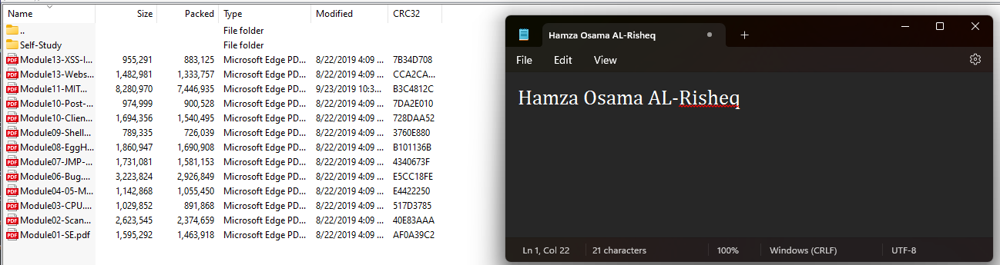 Name Size Packed Type Modified CRC32
.. File folder
Self-Study File folder
Module13-XSS-I... 955,291 883,125 Microsoft Edge PD... 8/22/2019 4:09 ... 7B34D708
Module13-Webs... 1,482,981 1,333,757 Microsoft Edge PD... 8/22/2019 4:09 ... CCA2CA...
Module11-MIT... 8,280,970 7,446,935 Microsoft Edge PD... 9/23/2019 10:3... B3C4812C
Module10-Post-... 974,999 900,528 Microsoft Edge PD... 8/22/2019 4:09 ... 7DA2E010
Module10-Clien... 1,694,356 1,540,495 Microsoft Edge PD... 8/22/2019 4:09 ... 728DAA52
Module09-Shell... 789,335 726,039 Microsoft Edge PD... 8/22/2019 4:09 ... 3760E880
Module08-EggH... 1,860,947 1,690,908 Microsoft Edge PD... 8/22/2019 4:09 ... B101136B
Module07-JMP-... 1,731,081 1,581,153 Microsoft Edge PD... 8/22/2019 4:09 ... 4340673F
Module06-Bug.... 3,223,824 2,926,849 Microsoft Edge PD... 8/22/2019 4:09 ... E5CC18FE
Module04-05-M... 1,142,868 1,055,450 Microsoft Edge PD... 8/22/2019 4:09 ... E4422250
Module03-CPU.... 1,029,852 891,868 Microsoft Edge PD... 8/22/2019 4:09 ... 517D3785
Module02-Scan... 2,623,545 2,374,659 Microsoft Edge PD... 8/22/2019 4:09 ... 40E83AAA
Module01-SE.pdf 1,595,292 1,463,918 Microsoft Edge PD... 8/22/2019 4:09 ... AF0A39C2
Hamza Osama AL-Risheq
File Edit View
Hamza Osama AL-Risheq
Ln 1, Col 22 21 characters 100% Windows (CRLF) UTF-8